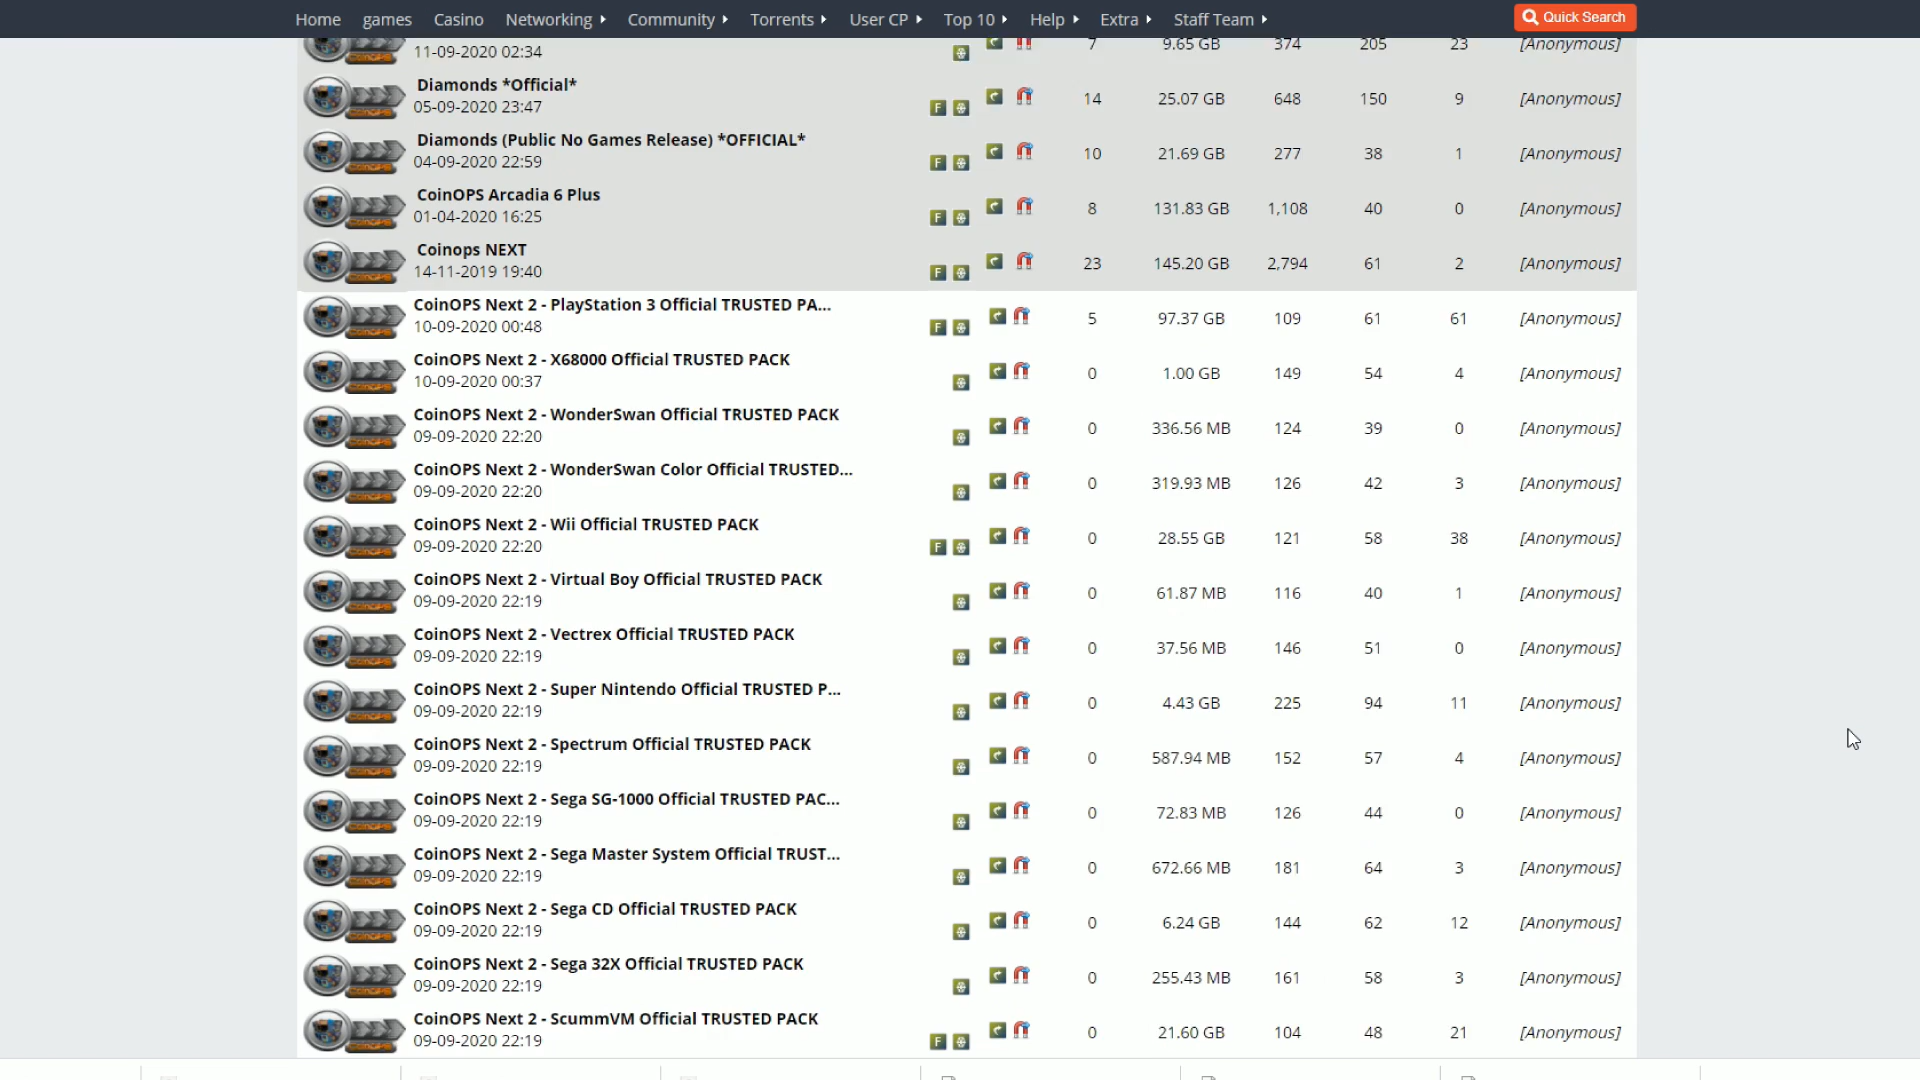 Home games Casino Networking Community Torrents User CP Top 10 Help Extra Staff Team Quick Search
11-09-2020 02:34 7 9.65 GB 374 205 23 [Anonymous]
Diamonds *Official*
05-09-2020 23:47 F 14 25.07 GB 648 150 9 [Anonymous]
Diamonds (Public No Games Release) *OFFICIAL*
04-09-2020 22:59 F 10 21.69 GB 277 38 1 [Anonymous]
CoinOPS Arcadia 6 Plus
01-04-2020 16:25 F 8 131.83 GB 1,108 40 0 [Anonymous]
Coinops NEXT
14-11-2019 19:40 F 23 145.20 GB 2,794 61 2 [Anonymous]
CoinOPS Next 2 - PlayStation 3 Official TRUSTED PA...
10-09-2020 00:48 F 5 97.37 GB 109 61 61 [Anonymous]
CoinOPS Next 2 - X68000 Official TRUSTED PACK
10-09-2020 00:37 0 1.00 GB 149 54 4 [Anonymous]
CoinOPS Next 2 - WonderSwan Official TRUSTED PACK
09-09-2020 22:20 0 336.56 MB 124 39 0 [Anonymous]
CoinOPS Next 2 - WonderSwan Color Official TRUSTED...
09-09-2020 22:20 0 319.93 MB 126 42 3 [Anonymous]
CoinOPS Next 2 - Wii Official TRUSTED PACK
09-09-2020 22:20 F 0 28.55 GB 121 58 38 [Anonymous]
CoinOPS Next 2 - Virtual Boy Official TRUSTED PACK
09-09-2020 22:19 0 61.87 MB 116 40 1 [Anonymous]
CoinOPS Next 2 - Vectrex Official TRUSTED PACK
09-09-2020 22:19 0 37.56 MB 146 51 0 [Anonymous]
CoinOPS Next 2 - Super Nintendo Official TRUSTED P...
09-09-2020 22:19 0 4.43 GB 225 94 11 [Anonymous]
CoinOPS Next 2 - Spectrum Official TRUSTED PACK
09-09-2020 22:19 0 587.94 MB 152 57 4 [Anonymous]
CoinOPS Next 2 - Sega SG-1000 Official TRUSTED PAC...
09-09-2020 22:19 0 72.83 MB 126 44 0 [Anonymous]
CoinOPS Next 2 - Sega Master System Official TRUST...
09-09-2020 22:19 0 672.66 MB 181 64 3 [Anonymous]
CoinOPS Next 2 - Sega CD Official TRUSTED PACK
09-09-2020 22:19 0 6.24 GB 144 62 12 [Anonymous]
CoinOPS Next 2 - Sega 32X Official TRUSTED PACK
09-09-2020 22:19 0 255.43 MB 161 58 3 [Anonymous]
CoinOPS Next 2 - ScummVM Official TRUSTED PACK
09-09-2020 22:19 F 0 21.60 GB 104 48 21 [Anonymous]